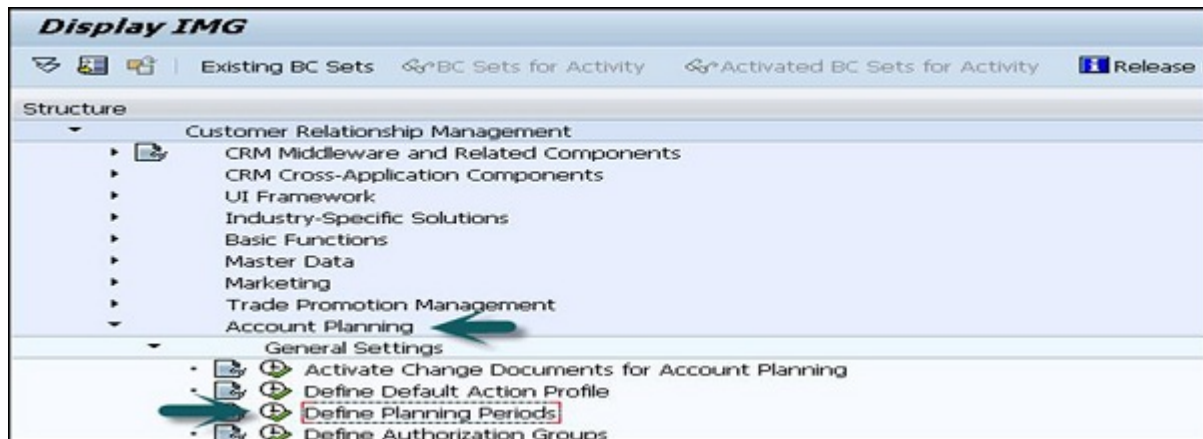 Display IMG
Existing BC Sets BC Sets for Activity Activated BC Sets for Activity Release
Structure
Customer Relationship Management
CRM Middleware and Related Components
CRM Cross-Application Components
UI Framework
Industry-Specific Solutions
Basic Functions
Master Data
Marketing
Trade Promotion Management
Account Planning
General Settings
Activate Change Documents for Account Planning
Define Default Action Profile
Define Planning Periods
Define Authorization Groups